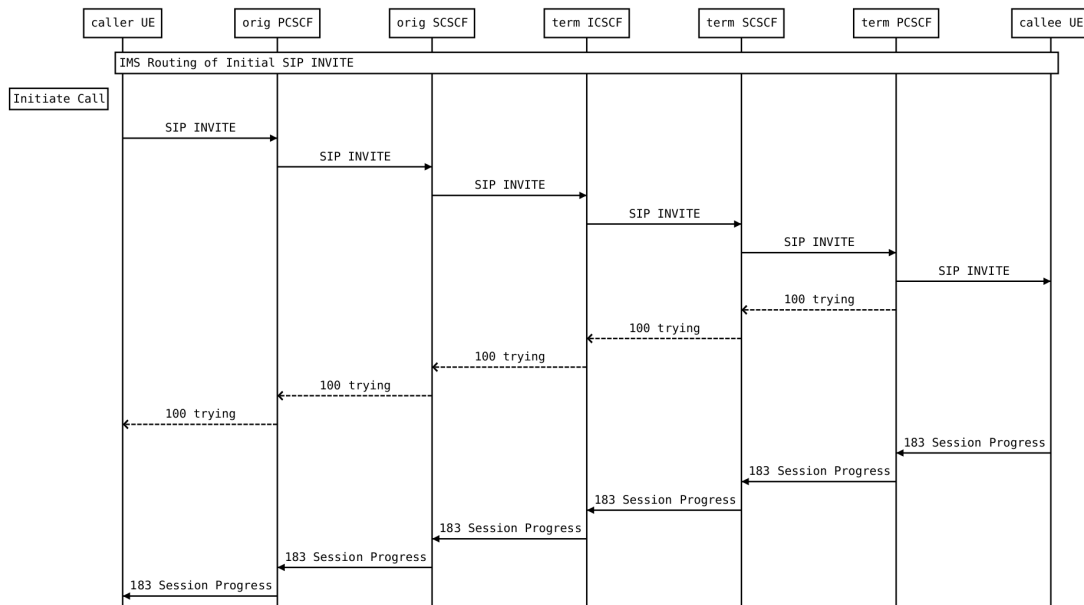 caller UE
orig PCSCF
orig SCSCF
term ICSCF
term SCSCF
term PCSCF
callee UE
IMS Routing of Initial SIP INVITE
Initiate Call
SIP INVITE
SIP INVITE
SIP INVITE
SIP INVITE
SIP INVITE
SIP INVITE
100 trying
100 trying
100 trying
100 trying
100 trying
183 Session Progress
183 Session Progress
183 Session Progress
183 Session Progress
183 Session Progress
183 Session Progress